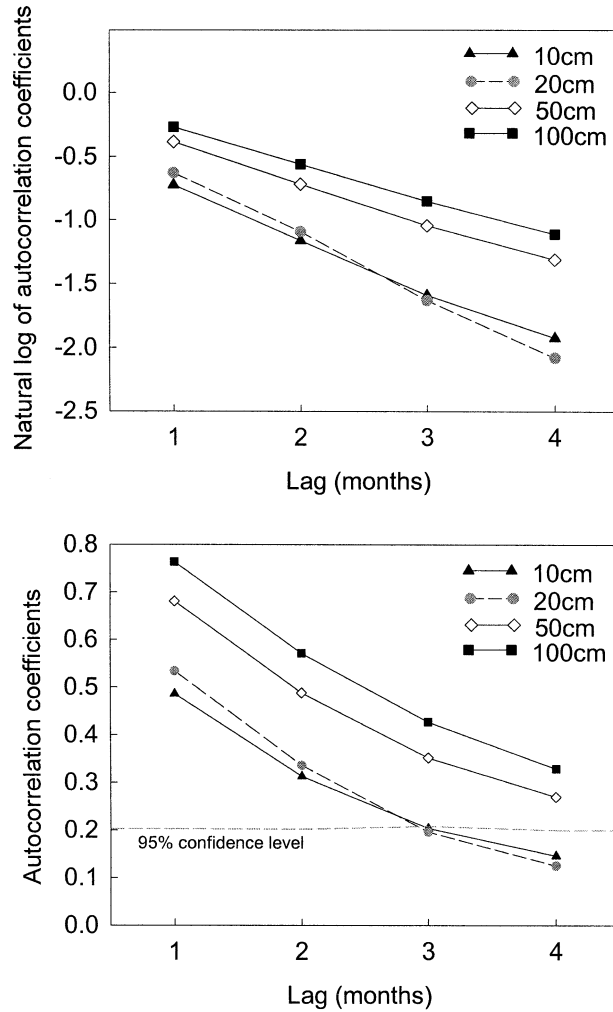 Natural log of autocorrelation coefficients
0.0
-0.5
-1.0
-1.5
-2.0
-2.5
10cm
20cm
50cm
100cm
1 2 3 4
Lag (months)
Autocorrelation coefficients
0.8
0.7
0.6
0.5
0.4
0.3
0.2
0.1
0.0
10cm
20cm
50cm
100cm
95% confidence level
1 2 3 4
Lag (months)